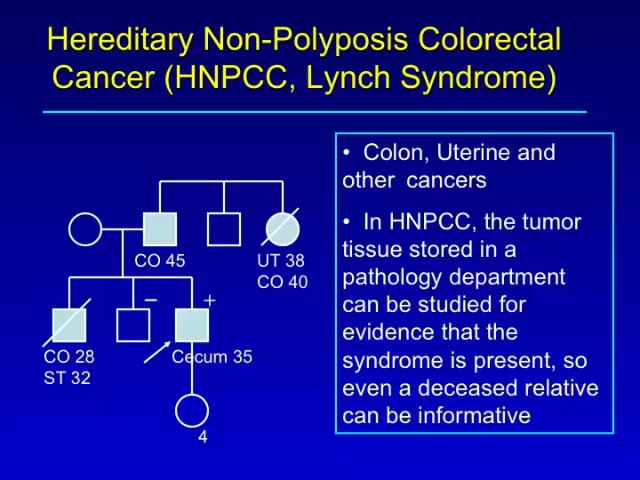 Hereditary Non-Polyposis Colorectal
Cancer (HNPCC, Lynch Syndrome)
• Colon, Uterine and
other cancers
• In HNPCC, the tumor
tissue stored in a
pathology department
can be studied for
evidence that the
syndrome is present, so
even a deceased relative
can be informative
CO 45
UT 38
CO 40
− +
CO 28
ST 32
Cecum 35
4